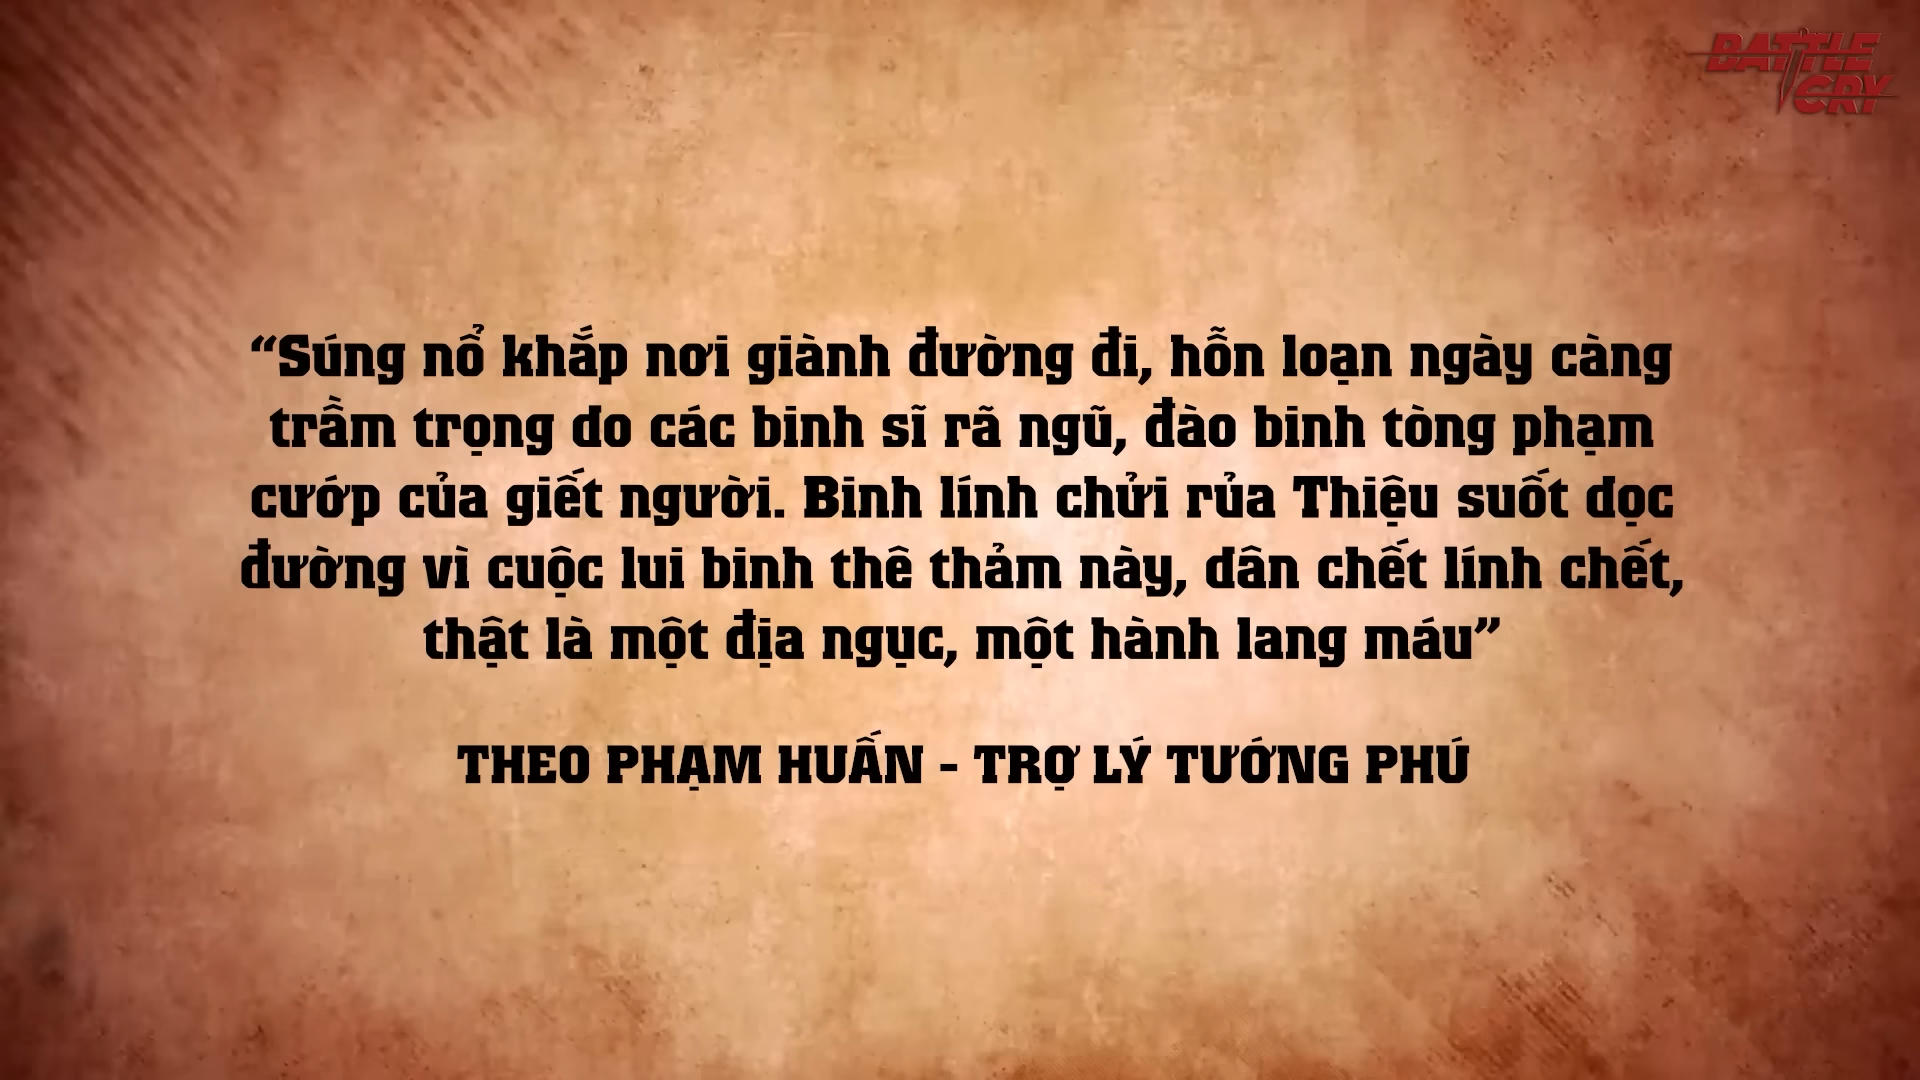 BATTLE
CRY
“Súng nổ khắp nơi giành đường đi, hỗn loạn ngày càng
trầm trọng do các binh sĩ rã ngũ, đào binh tòng phạm
cướp của giết người. Binh lính chửi rủa Thiệu suốt dọc
đường vì cuộc lui binh thê thảm này, dân chết lính chết,
thật là một địa ngục, một hành lang máu”
THEO PHẠM HUẤN - TRỢ LÝ TƯỚNG PHÚ